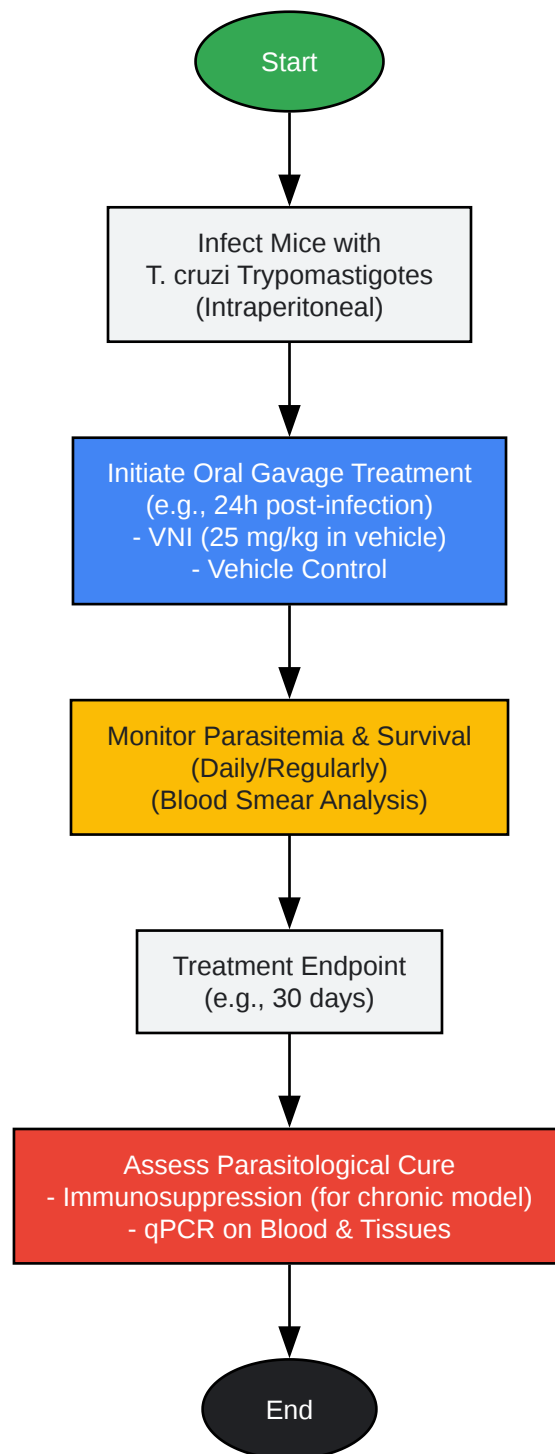 Start
Infect Mice with
T. cruzi Trypomastigotes
(Intraperitoneal)
Initiate Oral Gavage Treatment
(e.g., 24h post-infection)
- VNI (25 mg/kg in vehicle)
- Vehicle Control
Monitor Parasitemia & Survival
(Daily/Regularly)
(Blood Smear Analysis)
Treatment Endpoint
(e.g., 30 days)
Assess Parasitological Cure
- Immunosuppression (for chronic model)
- qPCR on Blood & Tissues
End